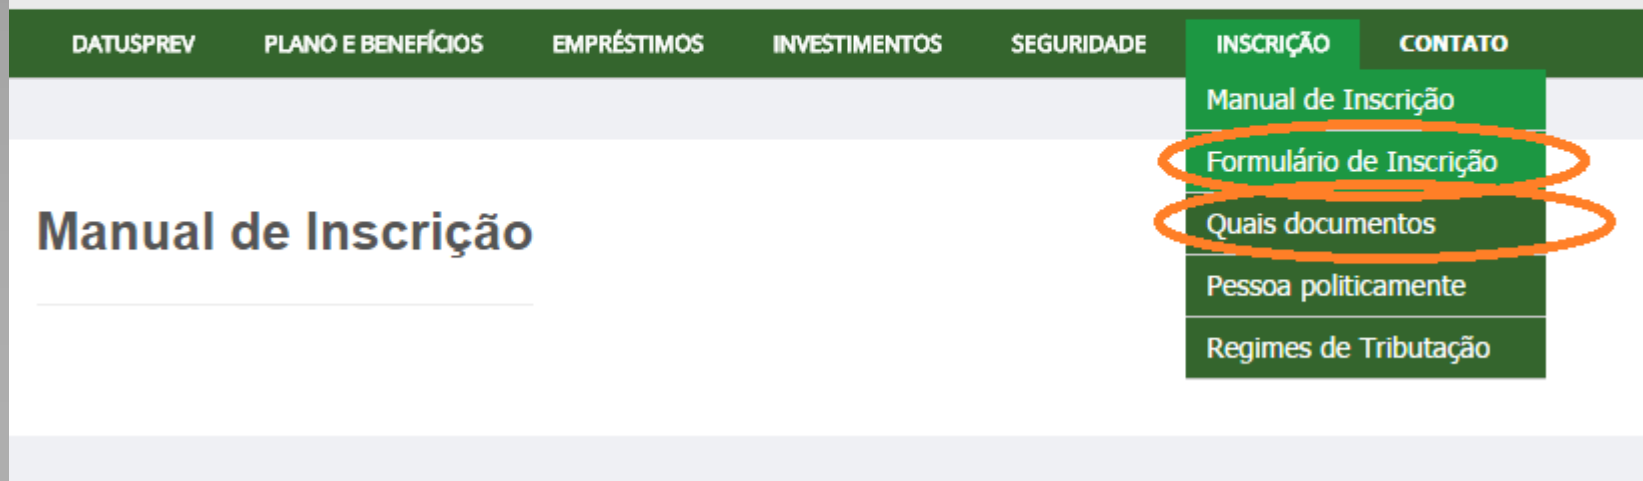 DATUSPREV PLANO E BENEFÍCIOS EMPRÉSTIMOS INVESTIMENTOS SEGURIDADE INSCRIÇÃO CONTATO
Manual de Inscrição
Formulário de Inscrição
Quais documentos
Pessoa politicamente
Regimes de Tributação
Manual de Inscrição